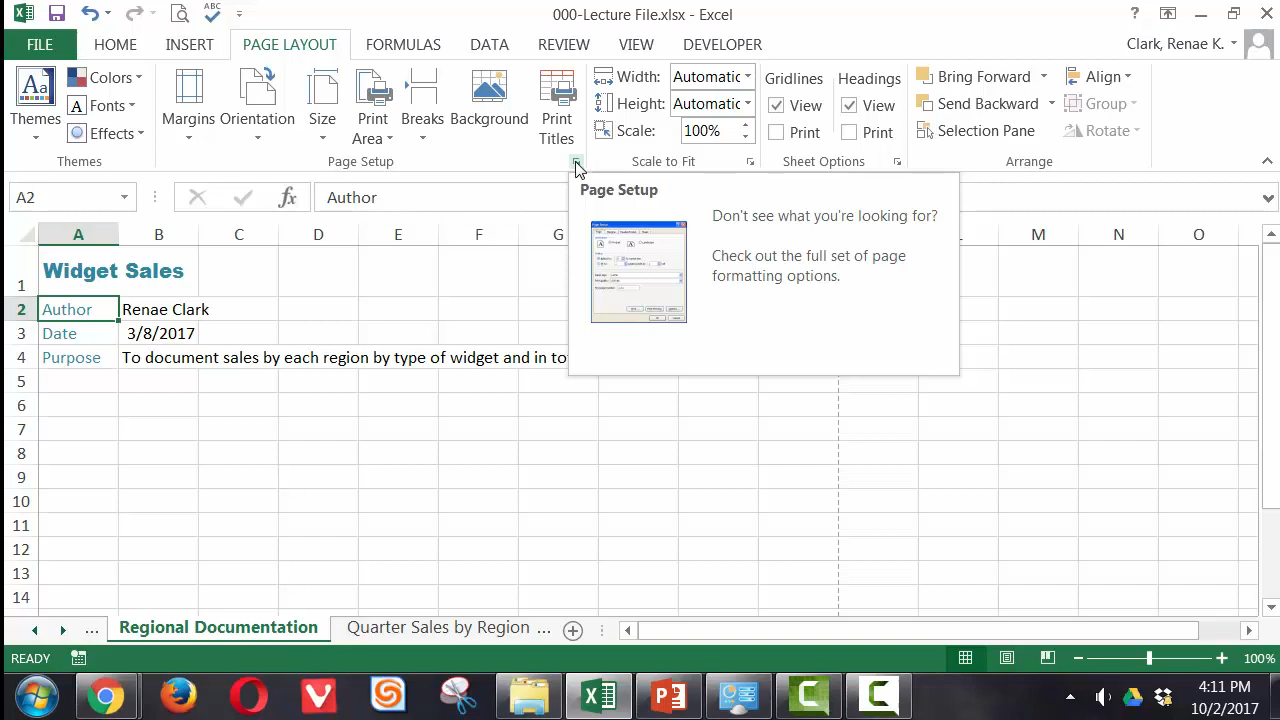 ABC
000-Lecture File.xlsx - Excel
?
FILE HOME INSERT PAGE LAYOUT FORMULAS DATA REVIEW VIEW DEVELOPER Clark, Renae K.
Themes
Colors
Fonts
Effects
Themes
Margins
Orientation
Size
Print
Area
Breaks
Background
Print
Titles
Page Setup
Width: Automatic
Height: Automatic
Scale: 100%
Scale to Fit
Gridlines Headings
View View
Print Print
Sheet Options
Bring Forward
Send Backward
Selection Pane
Align
Group
Rotate
Arrange
A2
fx
Author
Page Setup
Don't see what you're looking for?
Check out the full set of page
formatting options.
A B C D E F G M N O
1 Widget Sales
2 Author Renae Clark
3 Date 3/8/2017
4 Purpose To document sales by each region by type of widget and in to
5
6
7
8
9
10
11
12
13
14
... Regional Documentation Quarter Sales by Region ...
READY
100%
4:11 PM
10/2/2017